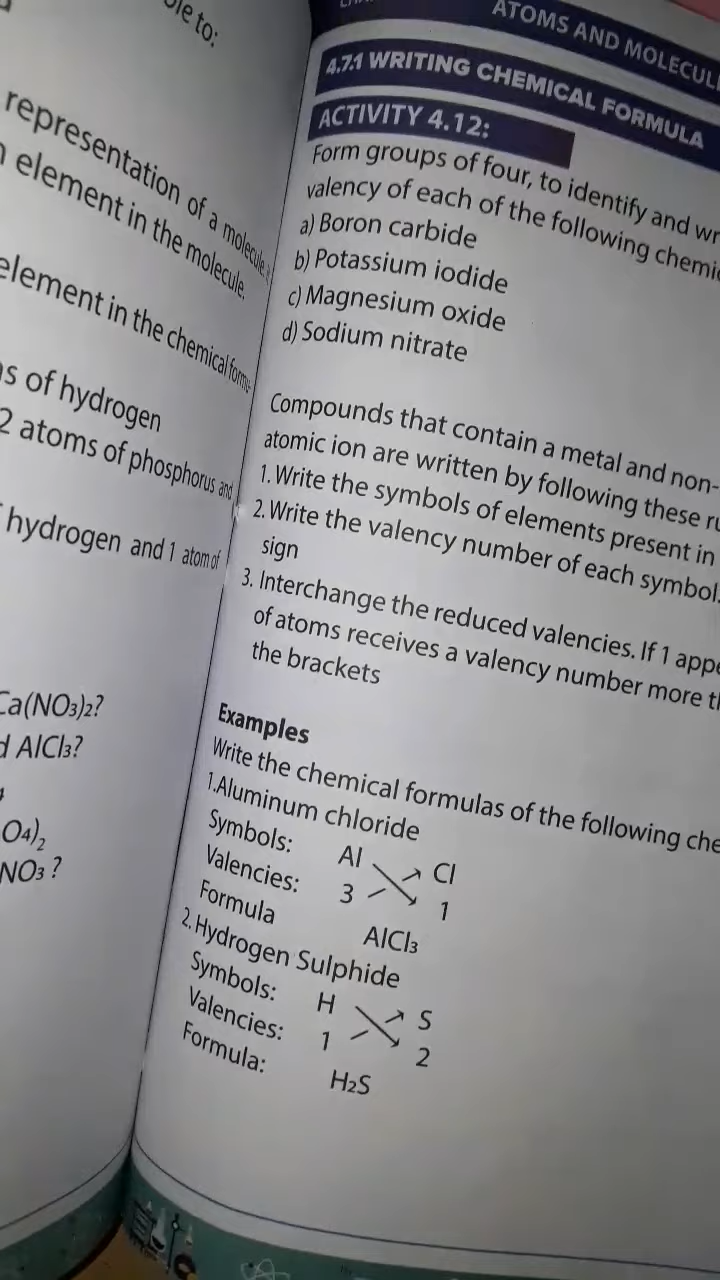 ble to:
representation of a molecule
element in the molecule.
element in the chemical
s of hydrogen
2 atoms of phosphorus and
hydrogen and 1 atom of
Ca(NO3)2?
AlCl3?
O4)2
NO3 ?
ATOMS AND MOLECUL
4.7.1 WRITING CHEMICAL FORMULA
ACTIVITY 4.12:
Form groups of four, to identify and wr
valency of each of the following chemic
a) Boron carbide
b) Potassium iodide
c) Magnesium oxide
d) Sodium nitrate
Compounds that contain a metal and non-
atomic ion are written by following these ru
1. Write the symbols of elements present in
2. Write the valency number of each symbol.
sign
3. Interchange the reduced valencies. If 1 appe
of atoms receives a valency number more th
the brackets
Examples
Write the chemical formulas of the following che
1.Aluminum chloride
Symbols: Al Cl
Valencies: 3 1
Formula AlCl3
2. Hydrogen Sulphide
Symbols: H S
Valencies: 1 2
Formula: H2S